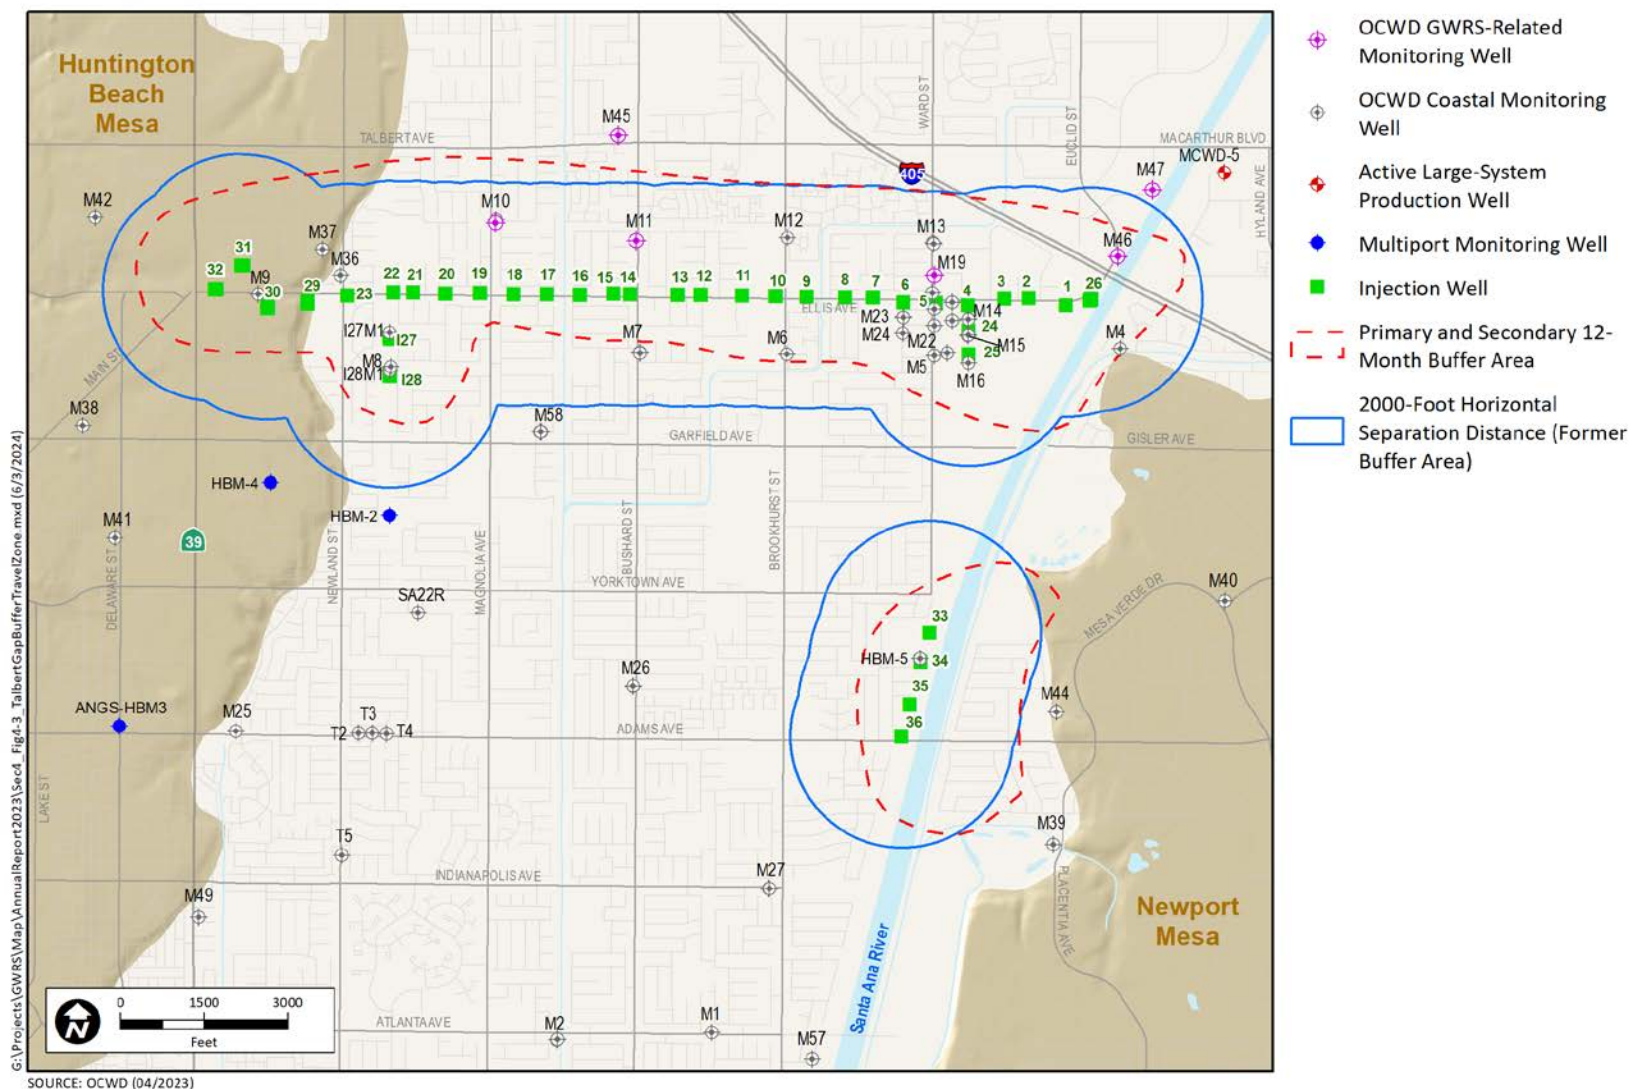 Huntington
Beach
Mesa
M45
TALBERT AVE
WARD ST
EUCLID ST
MACARTHUR BLVD
MCWD-5
405
M47
HYLAND AVE
M42
M10
M37
M11
M12
M13
M46
M36
M19
31
32
M9
30
29
23
22
21
20
19
18
17
16
15
14
13
12
11
10
9
8
7
6
5
4
3
2
1
26
ELLIS AVE
M14
M23
24
M24
M22
M15
25
M5
M16
M4
I27M1
I27
M8
I28M1
I28
M7
M6
MAIN ST
M38
M58
GARFIELD AVE
GISLER AVE
HBM-4
HBM-2
M41
39
DELAWARE ST
NEWLAND ST
MAGNOLIA AVE
BUSHARD ST
BROOKHURST ST
YORKTOWN AVE
SA22R
MESA VERDE DR
M40
33
HBM-5
34
35
36
M26
M44
ANGS-HBM3
M25
T2
T3
T4
ADAMS AVE
LAKE ST
T5
M39
M27
INDIANAPOLIS AVE
PLACENTIA AVE
M49
Newport
Mesa
Santa Ana River
N
0 1500 3000
Feet
ATLANTA AVE
M2
M1
M57
OCWD GWRS-Related
Monitoring Well
OCWD Coastal Monitoring
Well
Active Large-System
Production Well
Multiport Monitoring Well
Injection Well
Primary and Secondary 12-
Month Buffer Area
2000-Foot Horizontal
Separation Distance (Former
Buffer Area)
G:\Projects\GWRS\Map\AnnualReport2023\Sec4_Fig4-3_TalbertGapBufferTravelZone.mxd (6/3/2024)
SOURCE: OCWD (04/2023)